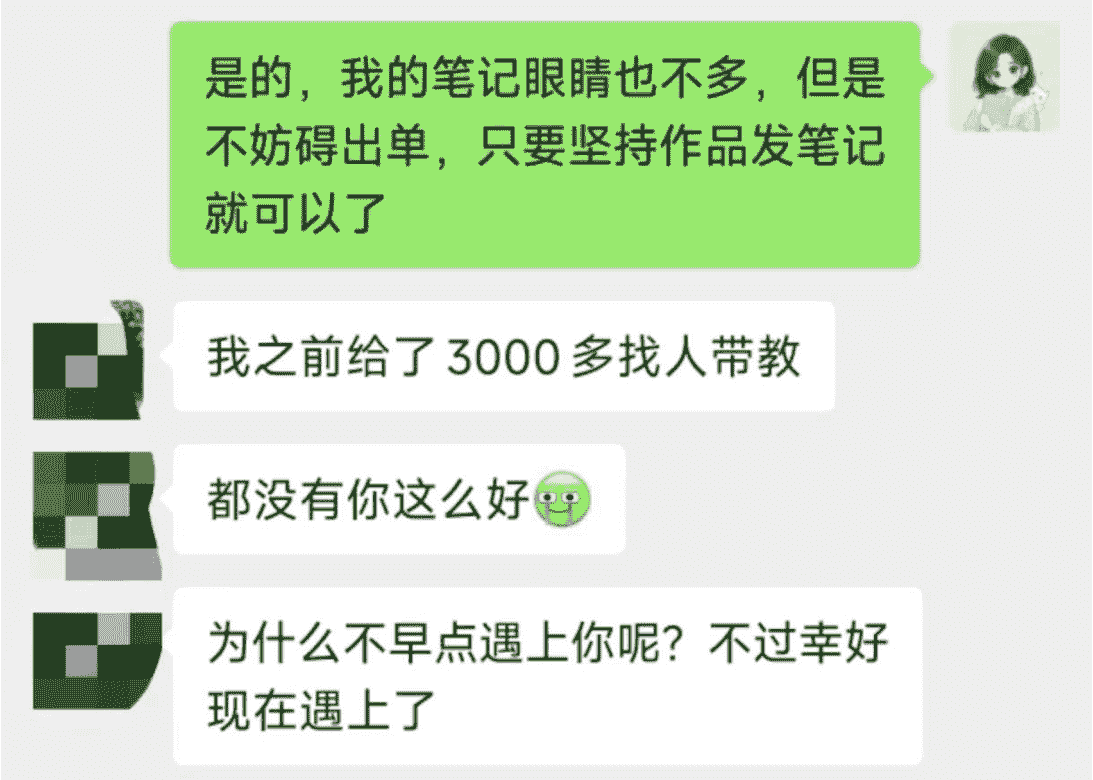 是的，我的笔记眼睛也不多，但是
不妨碍出单，只要坚持作品发笔记
就可以了
我之前给了3000多找人带教
都没有你这么好
为什么不早点遇上你呢？不过幸好
现在遇上了